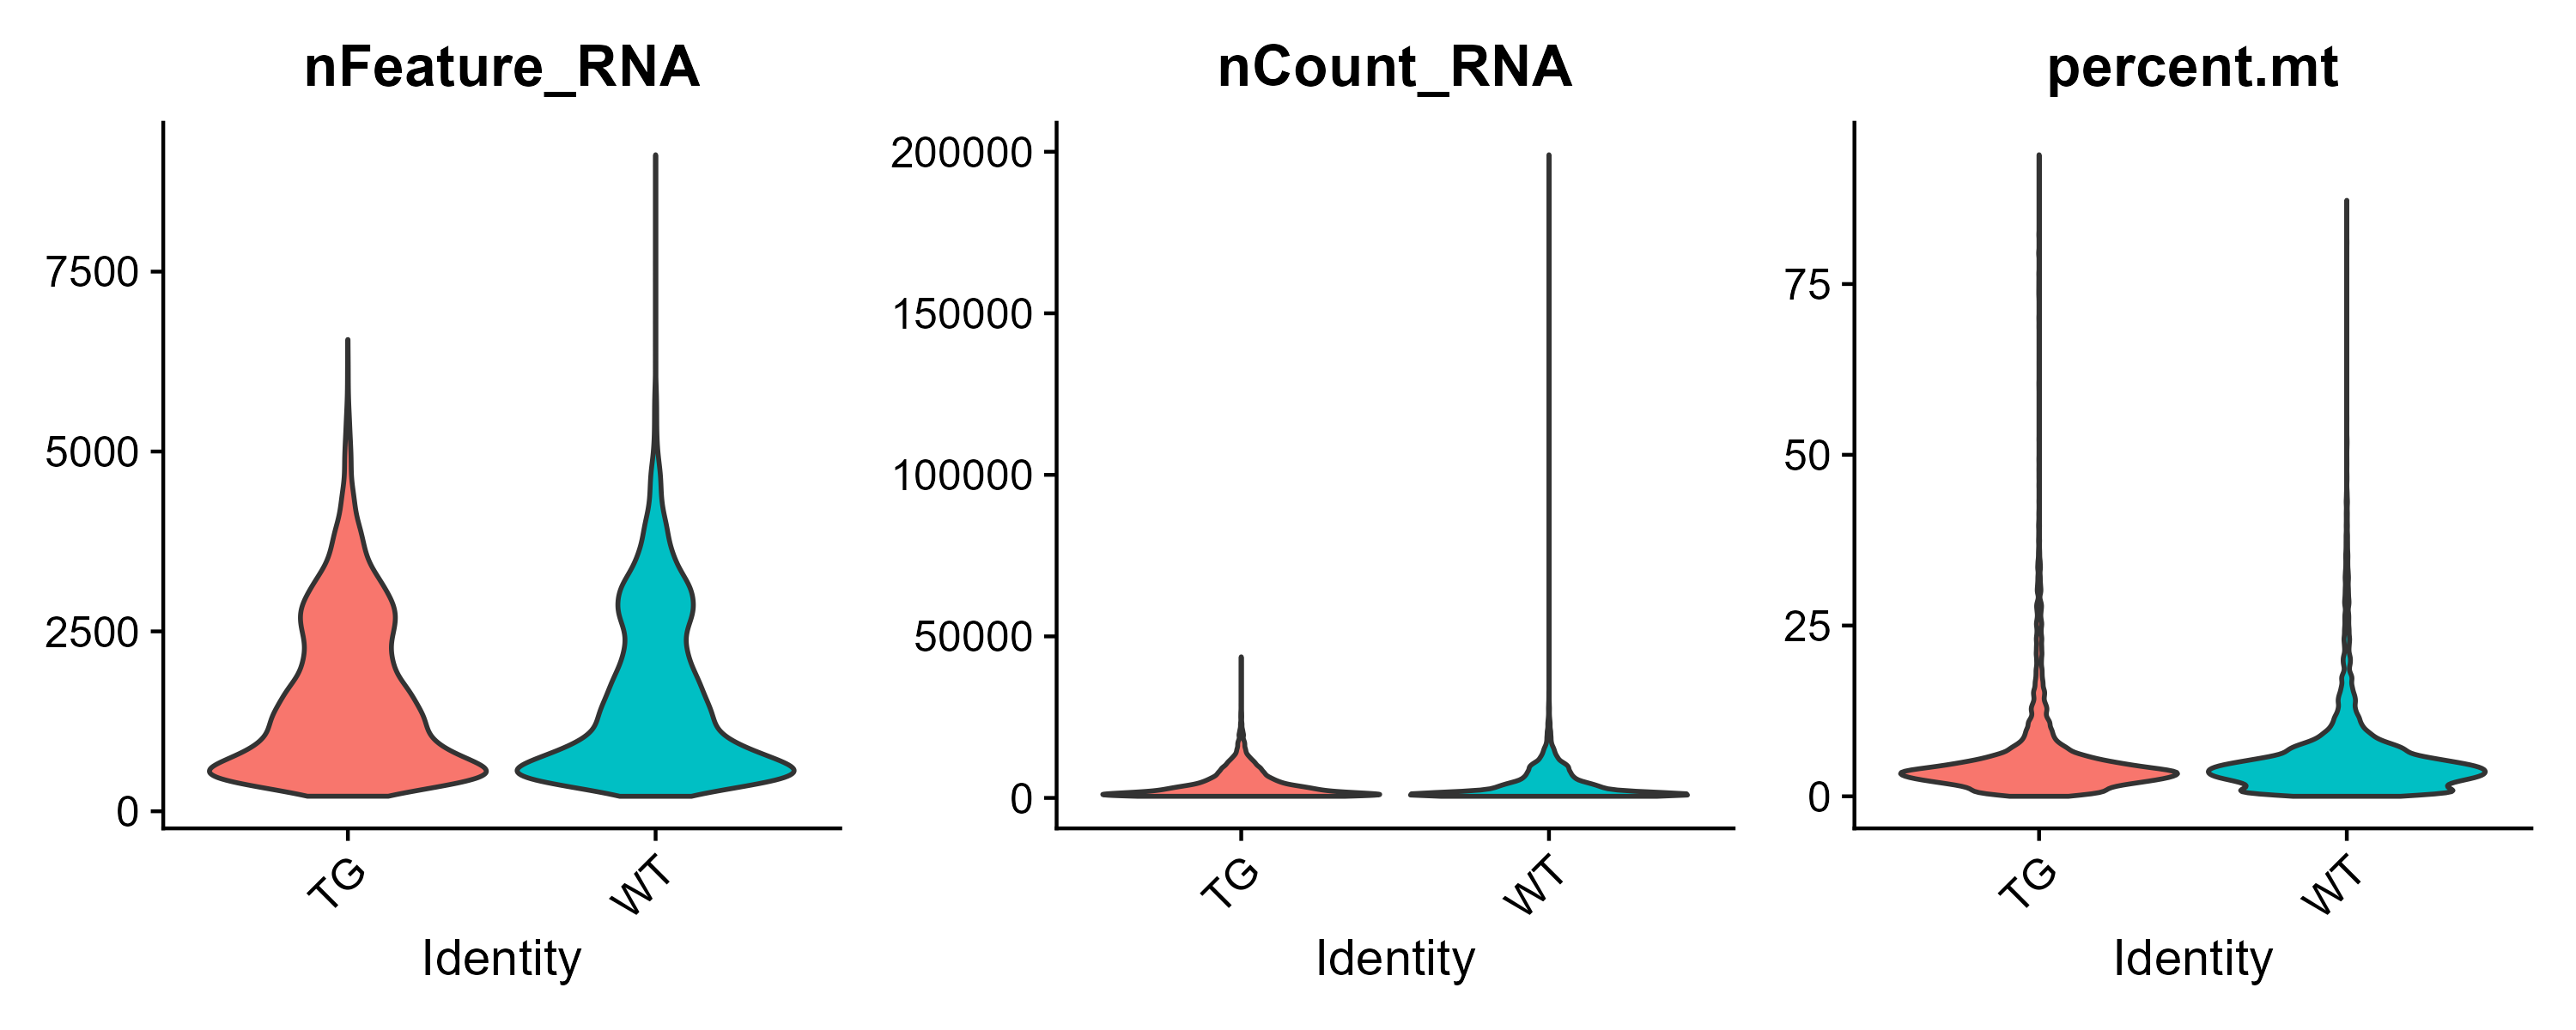 nFeature_RNA
7500
5000
2500
0
TG
WT
Identity
nCount_RNA
200000
150000
100000
50000
0
TG
WT
Identity
percent.mt
75
50
25
0
TG
WT
Identity